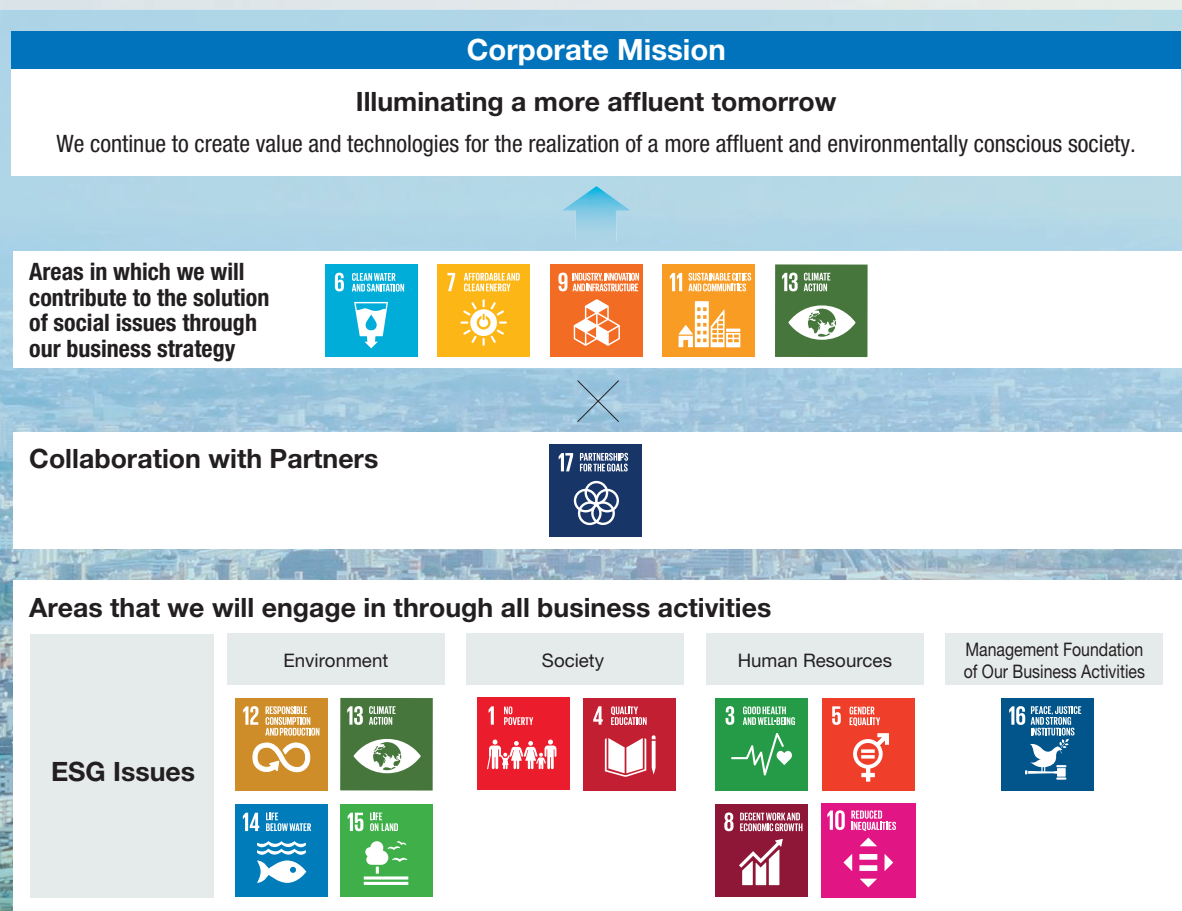 Corporate Mission
Illuminating a more affluent tomorrow
We continue to create value and technologies for the realization of a more affluent and environmentally conscious society.
Areas in which we will
contribute to the solution
of social issues through
our business strategy
6 CLEAN WATER
AND SANITATION
7 AFFORDABLE AND
CLEAN ENERGY
9 INDUSTRY, INNOVATION
AND INFRASTRUCTURE
11 SUSTAINABLE CITIES
AND COMMUNITIES
13 CLIMATE
ACTION
Collaboration with Partners
17 PARTNERSHIPS
FOR THE GOALS
Areas that we will engage in through all business activities
ESG Issues
Environment
12 RESPONSIBLE
CONSUMPTION
AND PRODUCTION
13 CLIMATE
ACTION
14 LIFE
BELOW WATER
15 LIFE
ON LAND
Society
1 NO
POVERTY
4 QUALITY
EDUCATION
Human Resources
3 GOOD HEALTH
AND WELL-BEING
5 GENDER
EQUALITY
8 DECENT WORK AND
ECONOMIC GROWTH
10 REDUCED
INEQUALITIES
Management Foundation
of Our Business Activities
16 PEACE, JUSTICE
AND STRONG
INSTITUTIONS